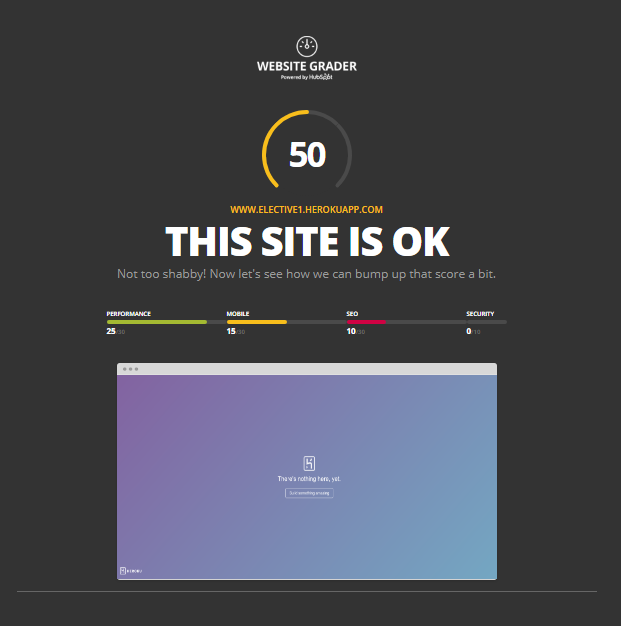 WEBSITE GRADER
Powered by HubSpot
50
WWW.ELECTIVE1.HEROKUAPP.COM
THIS SITE IS OK
Not too shabby! Now let's see how we can bump up that score a bit.
PERFORMANCE MOBILE SEO SECURITY
25/30 15/30 10/30 0/10
There's nothing here, yet.
Build something amazing
HEROKU